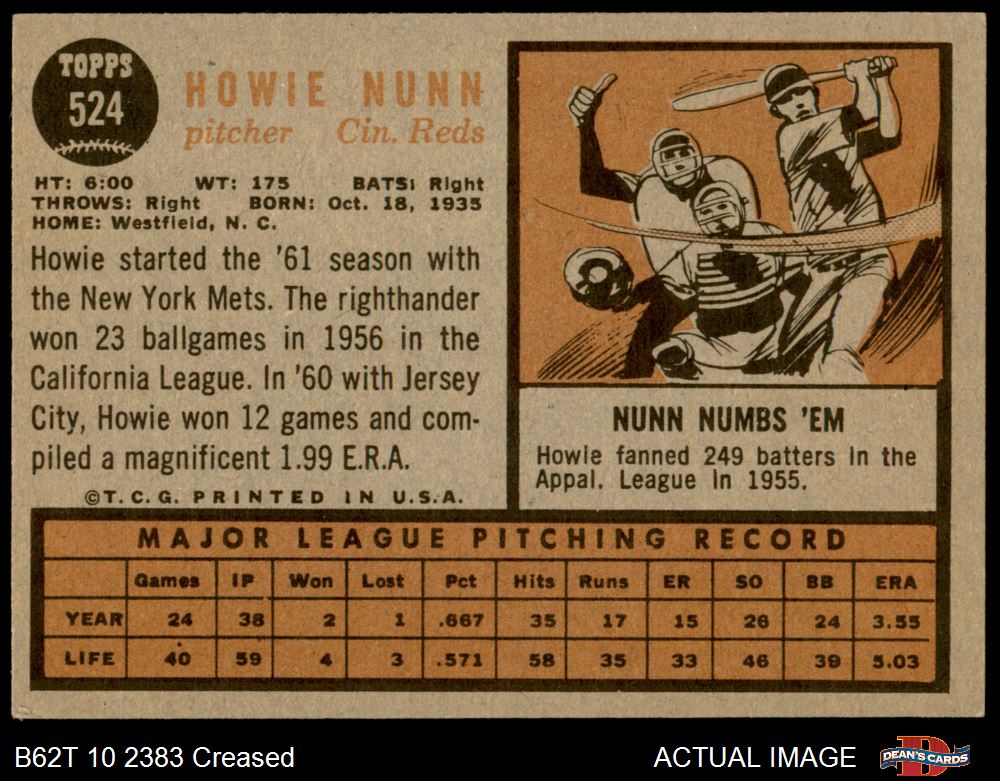 TOPPS
524
HOWIE NUNN
pitcher Cin. Reds
HT: 6:00 WT: 175 BATS: Right
THROWS: Right BORN: Oct. 18, 1935
HOME: Westfield, N. C.
Howie started the '61 season with
the New York Mets. The righthander
won 23 ballgames in 1956 in the
California League. In '60 with Jersey
City, Howie won 12 games and com-
piled a magnificent 1.99 E.R.A.
©T.C.G. PRINTED IN U.S.A.
NUNN NUMBS 'EM
Howie fanned 249 batters in the
Appal. League in 1955.
MAJOR LEAGUE PITCHING RECORD
Games IP Won Lost Pct Hits Runs ER SO BB ERA
YEAR 24 38 2 1 .667 35 17 15 26 24 3.55
LIFE 40 59 4 3 .571 58 35 33 46 39 5.03
B62T 10 2383 Creased ACTUAL IMAGE
DEAN'S CARDS